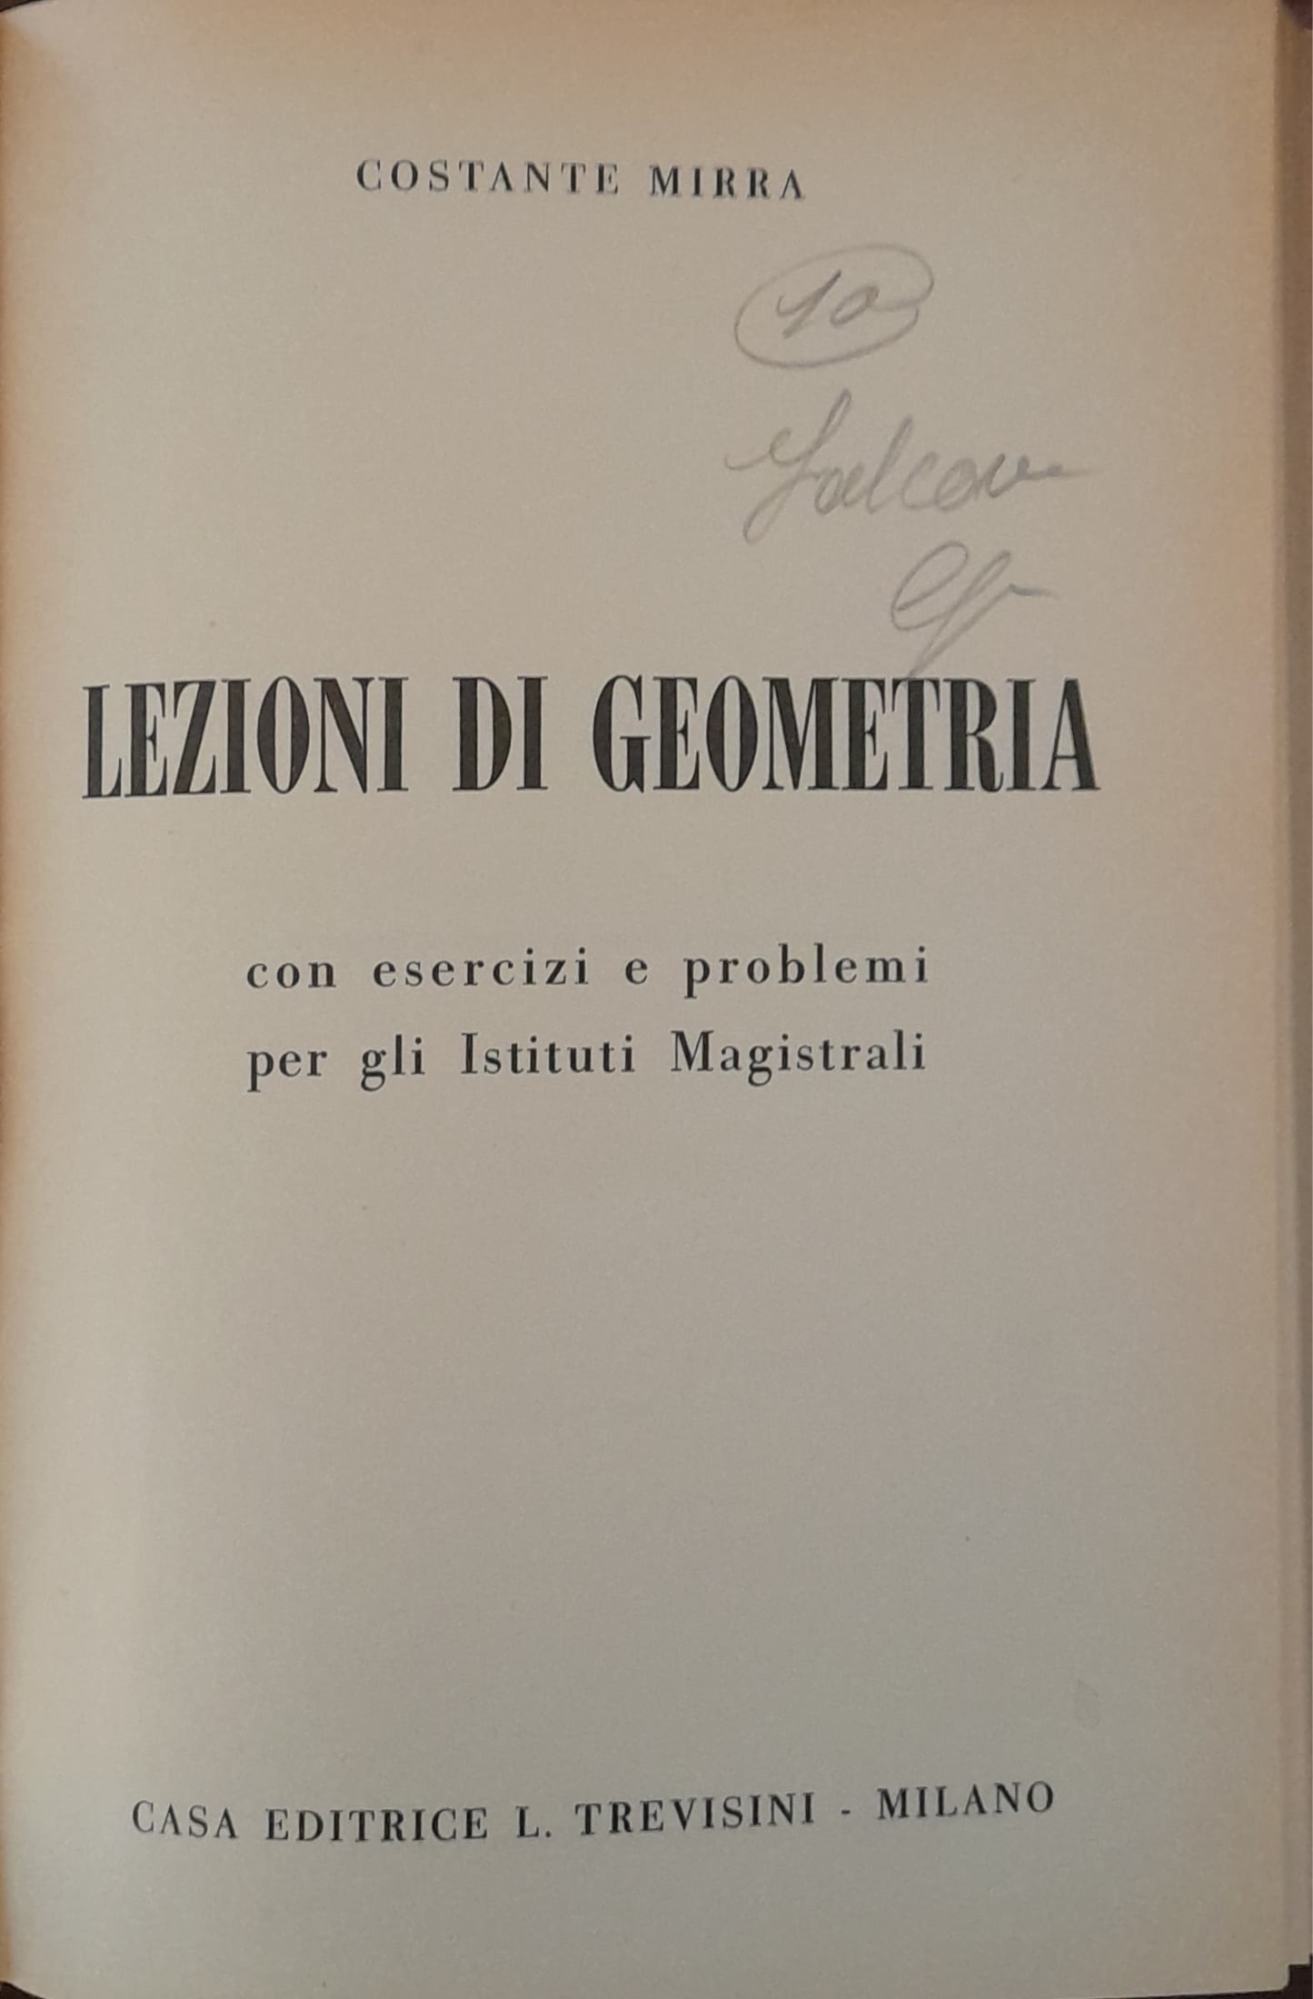 COSTANTE MIRRA
10
LEZIONI DI GEOMETRIA
con esercizi e problemi
per gli Istituti Magistrali
CASA EDITRICE L. TREVISINI - MILANO